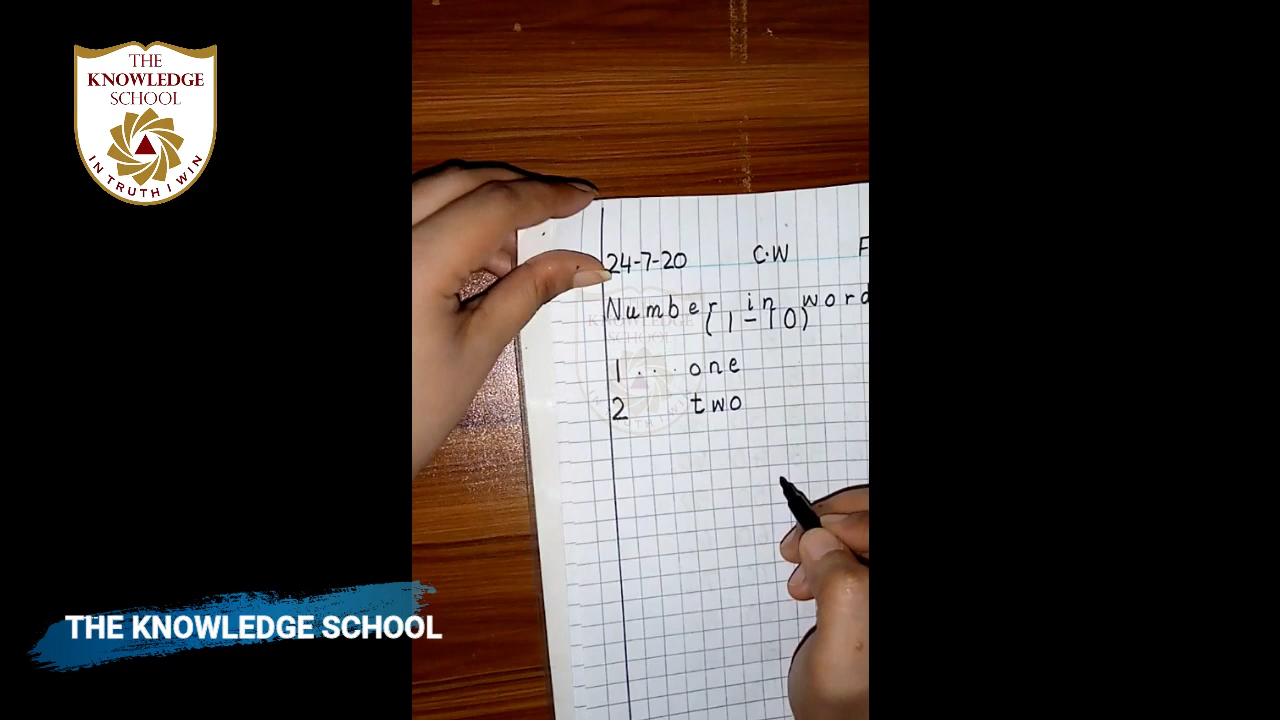 THE
KNOWLEDGE
SCHOOL
IN TRUTH I WIN
24-7-20 C.W F
Number in word
(1-10)
1... one
2 two
THE KNOWLEDGE SCHOOL